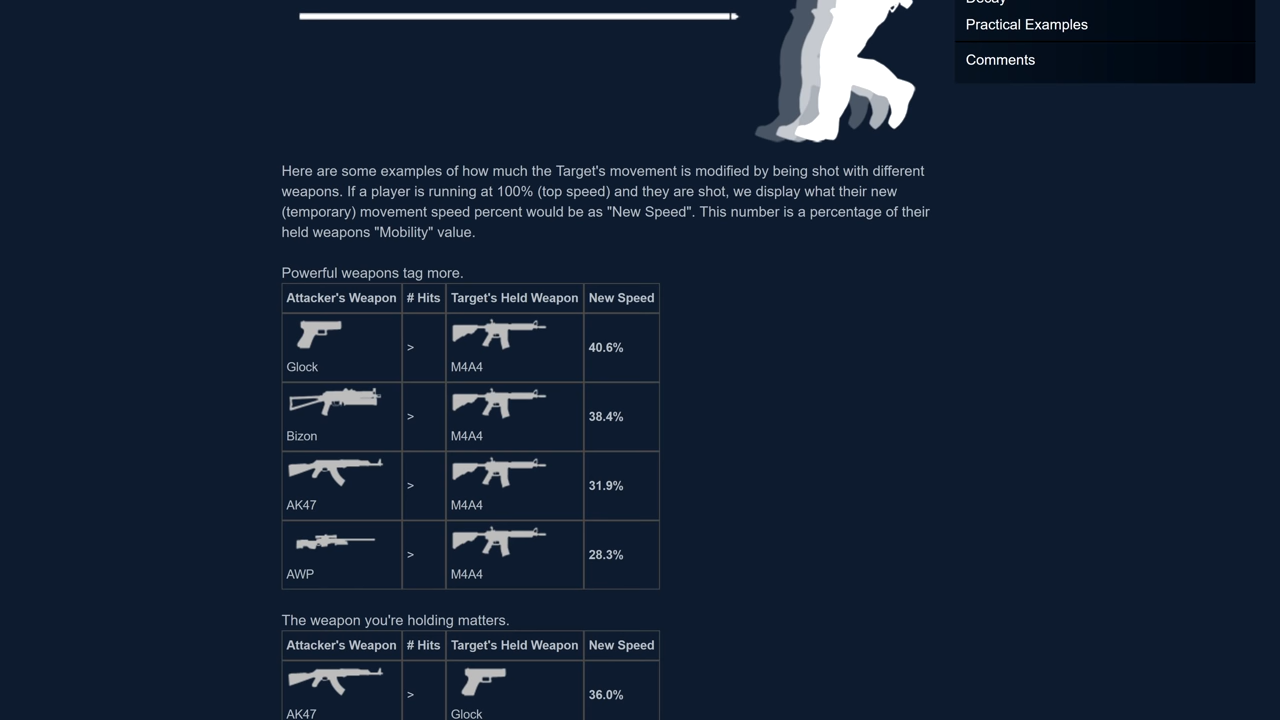 Decay
Practical Examples
Comments
Here are some examples of how much the Target's movement is modified by being shot with different
weapons. If a player is running at 100% (top speed) and they are shot, we display what their new
(temporary) movement speed percent would be as "New Speed". This number is a percentage of their
held weapons "Mobility" value.
Powerful weapons tag more.
Attacker's Weapon # Hits Target's Held Weapon New Speed
> 40.6%
Glock M4A4
> 38.4%
Bizon M4A4
> 31.9%
AK47 M4A4
> 28.3%
AWP M4A4
The weapon you're holding matters.
Attacker's Weapon # Hits Target's Held Weapon New Speed
> 36.0%
AK47 Glock